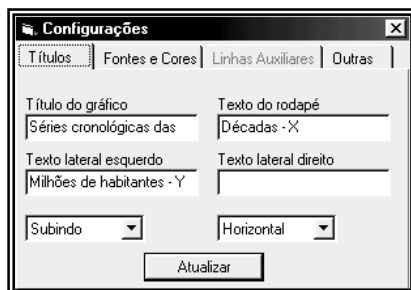 Configurações
Títulos Fontes e Cores Linhas Auxiliares Outras
Título do gráfico Texto do rodapé
Séries cronológicas das Décadas - X
Texto lateral esquerdo Texto lateral direito
Milhões de habitantes - Y
Subindo Horizontal
Atualizar